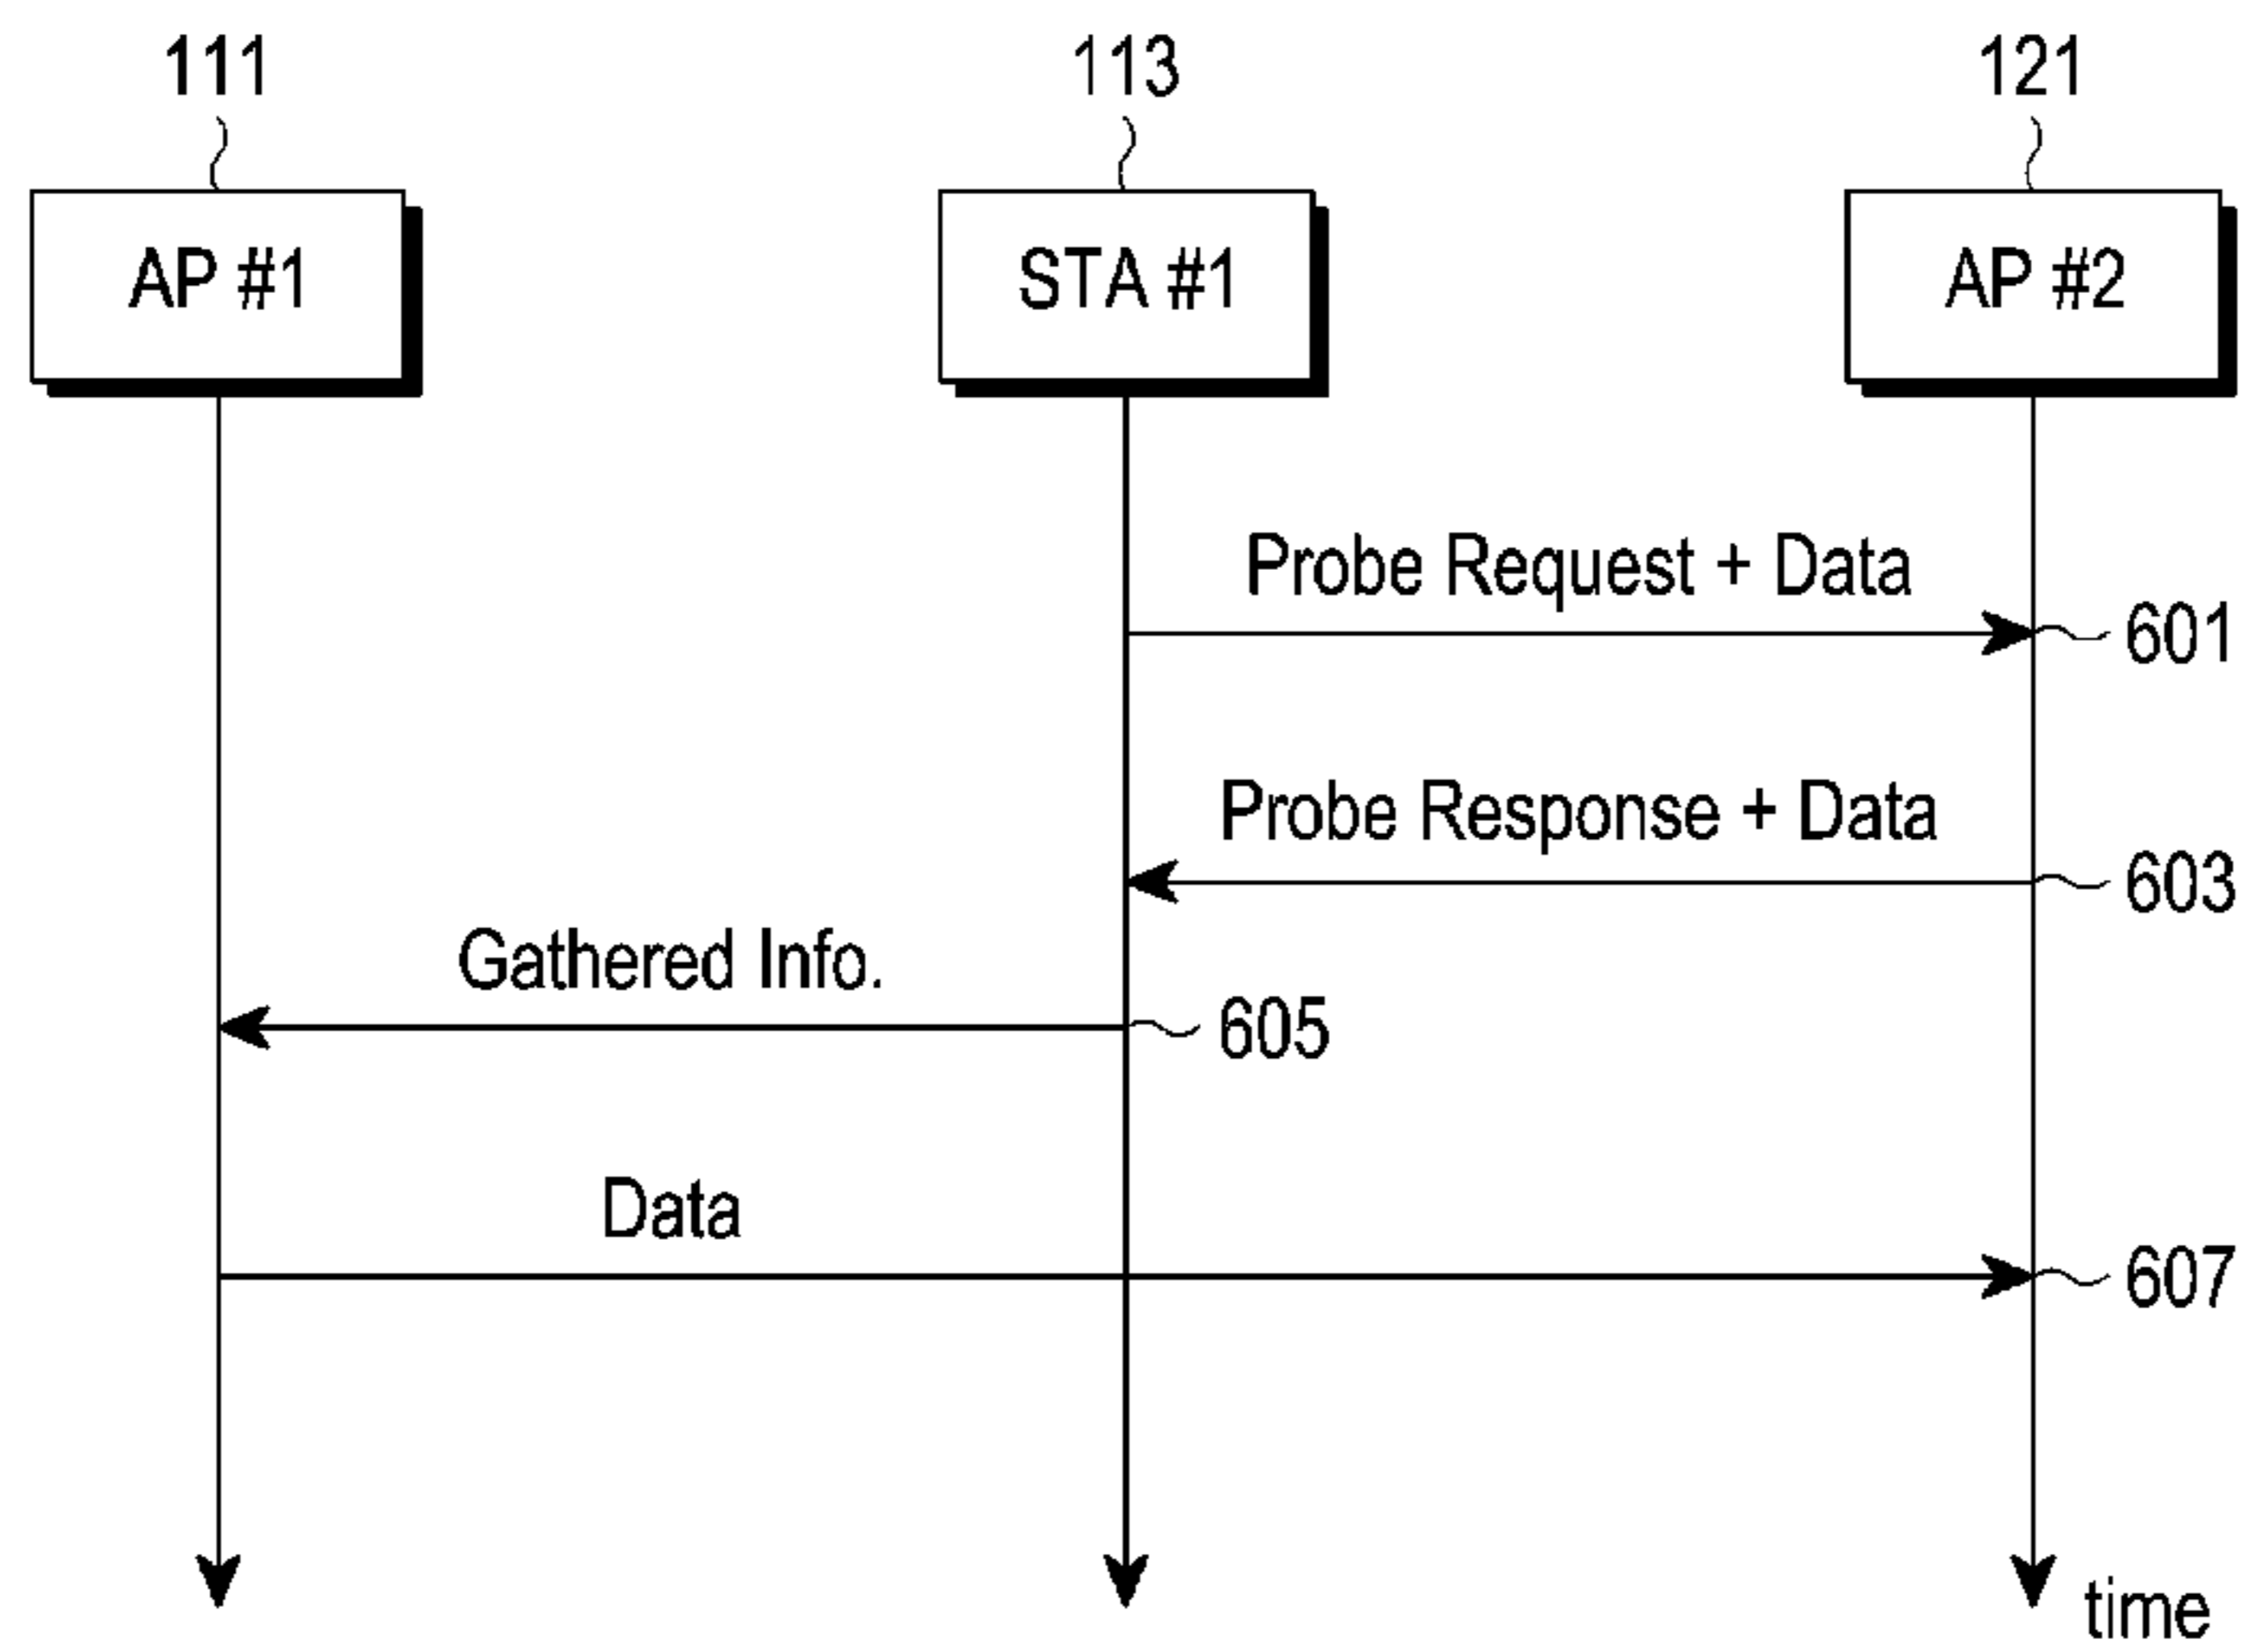 111 113 121
AP #1 STA #1 AP #2
Probe Request + Data
601
Probe Response + Data
603
Gathered Info.
605
Data
607
time